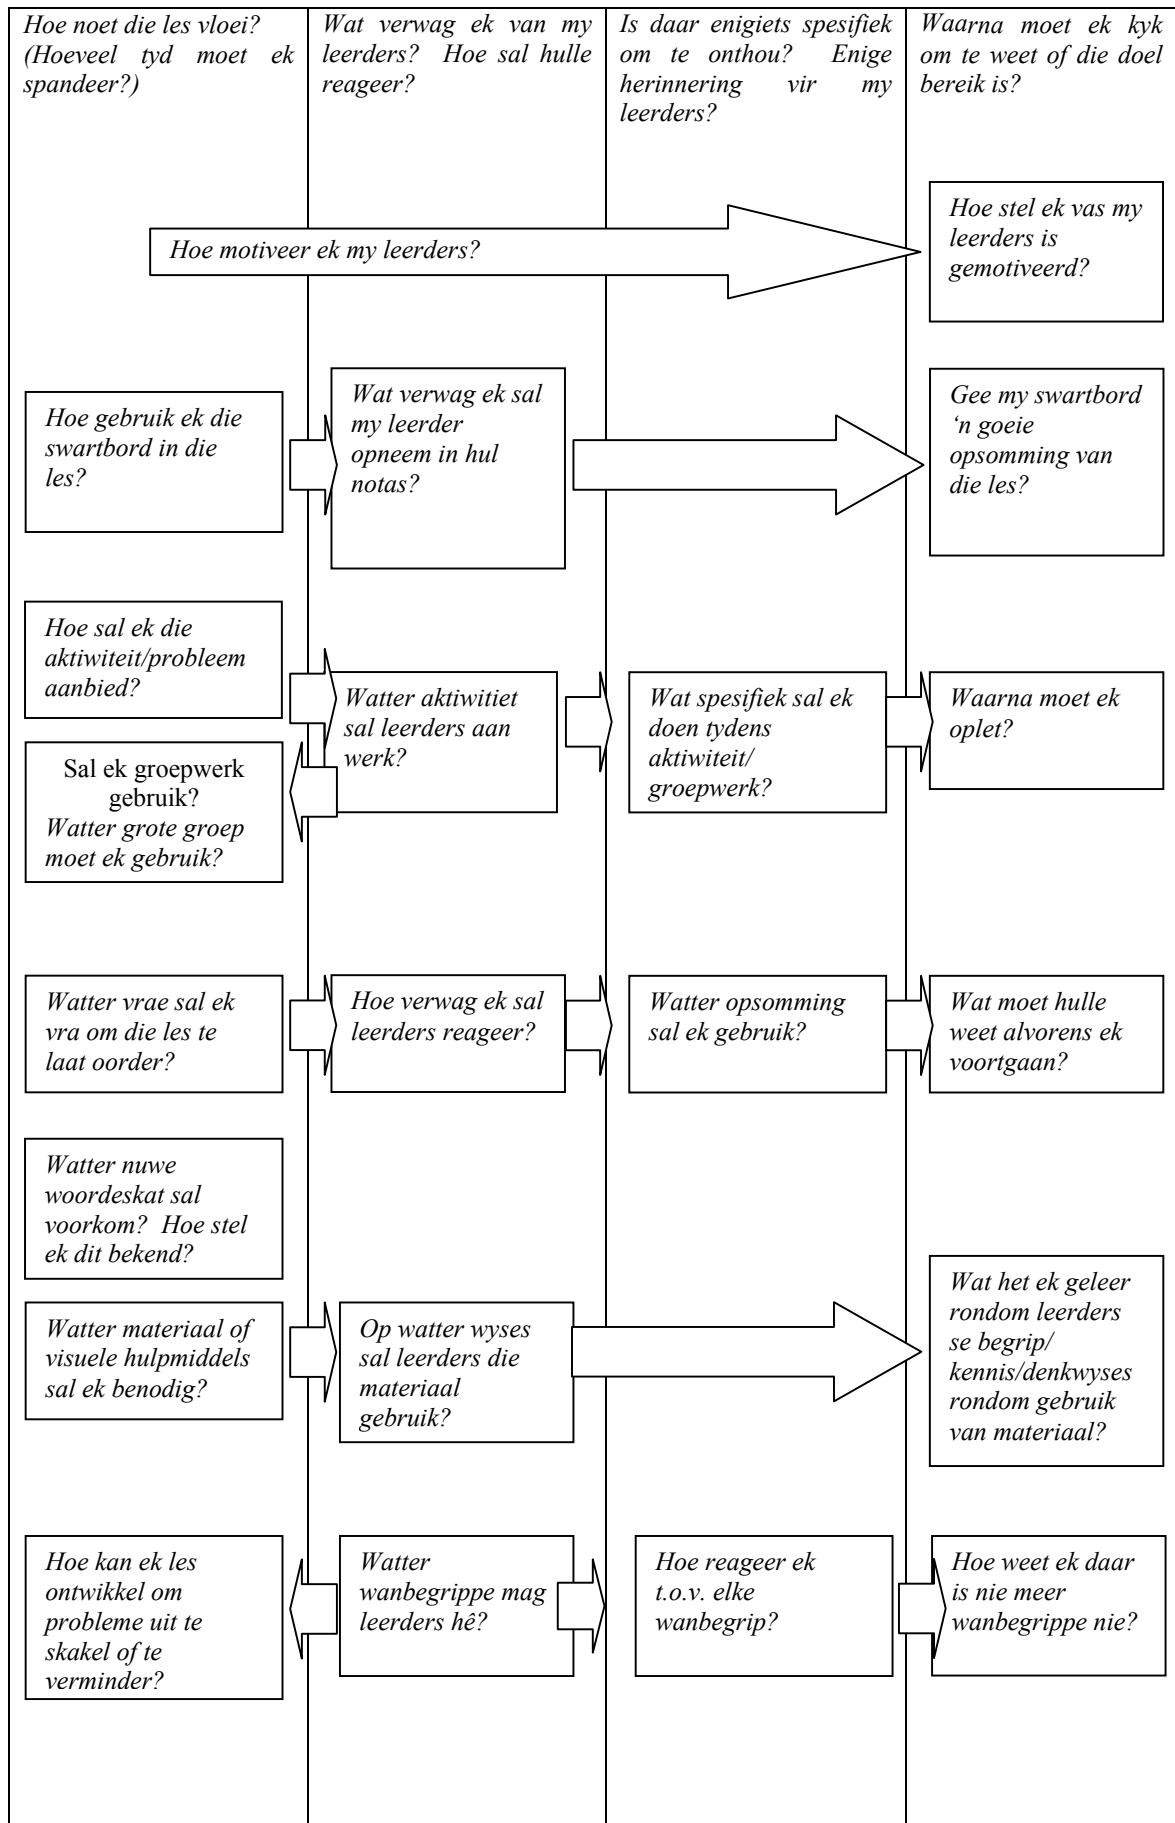 Hoe noet die les vloei?
(Hoeveel tyd moet ek
spandeer?)
Wat verwag ek van my
leerders? Hoe sal hulle
reageer?
Is daar enigiets spesifiek
om te onthou? Enige
herinnering vir my
leerders?
Waarna moet ek kyk
om te weet of die doel
bereik is?
Hoe motiveer ek my leerders?
Hoe stel ek vas my
leerders is
gemotiveerd?
Hoe gebruik ek die
swartbord in die
les?
Wat verwag ek sal
my leerder
opneem in hul
notas?
Gee my swartbord
‘n goeie
opsomming van
die les?
Hoe sal ek die
aktiwiteit/probleem
aanbied?
Watter aktiwitiet
sal leerders aan
werk?
Wat spesifiek sal ek
doen tydens
aktiwiteit/
groepwerk?
Waarna moet ek
oplet?
Sal ek groepwerk
gebruik?
Watter grote groep
moet ek gebruik?
Watter vrae sal ek
vra om die les te
laat oorder?
Hoe verwag ek sal
leerders reageer?
Watter opsomming
sal ek gebruik?
Wat moet hulle
weet alvorens ek
voortgaan?
Watter nuwe
woordeskat sal
voorkom? Hoe stel
ek dit bekend?
Watter materiaal of
visuele hulpmiddels
sal ek benodig?
Op watter wyses
sal leerders die
materiaal
gebruik?
Wat het ek geleer
rondom leerders
se begrip/
kennis/denkwyses
rondom gebruik
van materiaal?
Hoe kan ek les
ontwikkel om
probleme uit te
skakel of te
verminder?
Watter
wanbegrippe mag
leerders hê?
Hoe reageer ek
t.o.v. elke
wanbegrip?
Hoe weet ek daar
is nie meer
wanbegrippe nie?